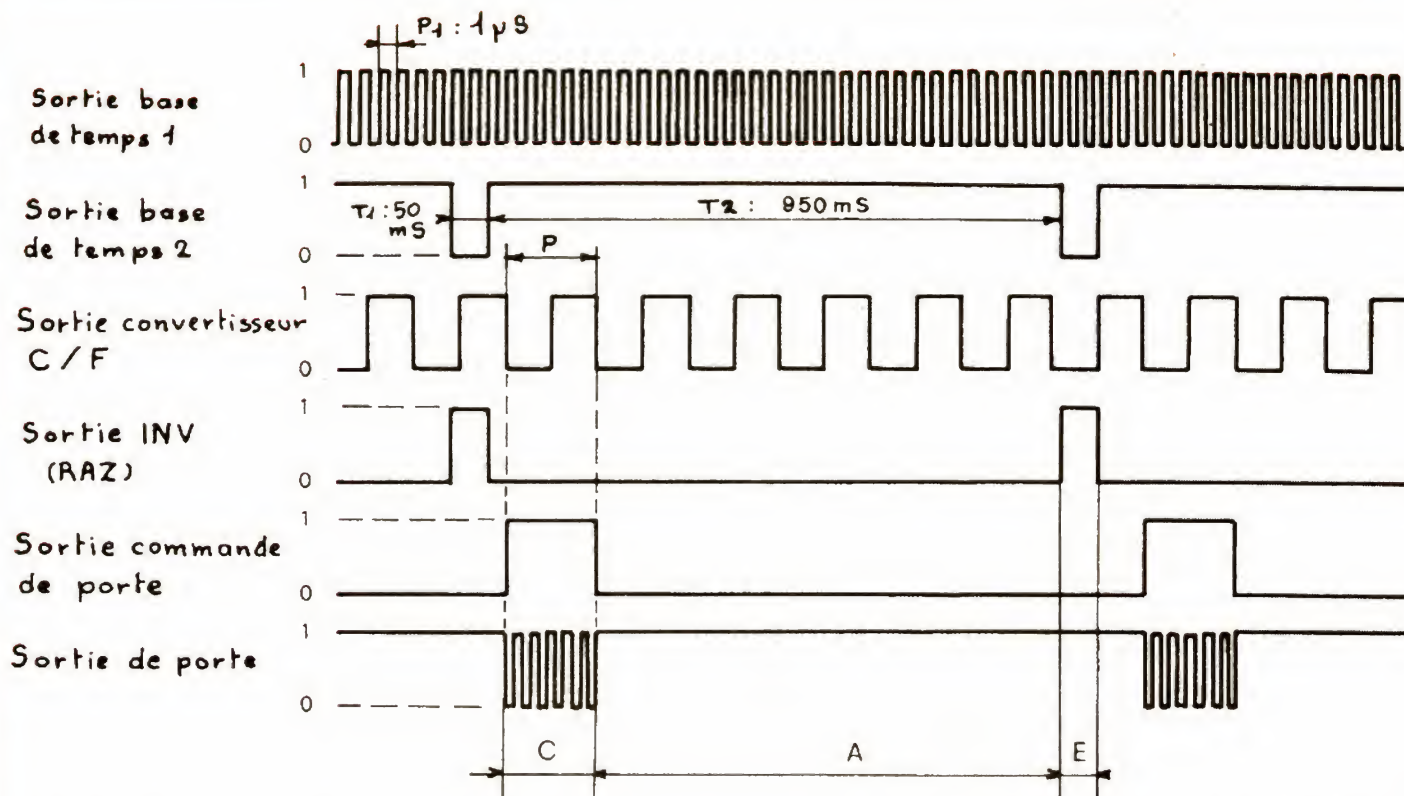 P1 : 1 µS
1
Sortie base
de temps 1
0
1
Sortie base
de temps 2
T1 : 50
mS
T2 : 950 mS
0
P
1
Sortie convertisseur
C / F
0
1
Sortie INV
(RAZ)
0
1
Sortie commande
de porte
0
1
Sortie de porte
0
C
A
E